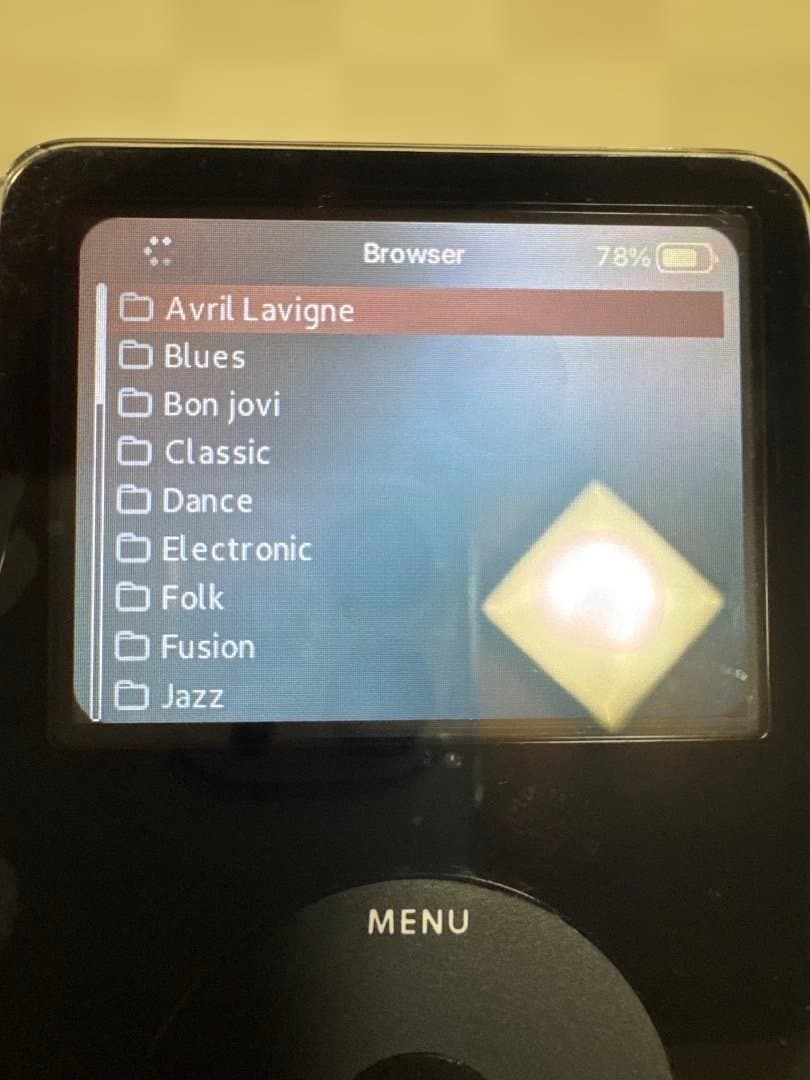 Browser 78%
Avril Lavigne
Blues
Bon jovi
Classic
Dance
Electronic
Folk
Fusion
Jazz
MENU